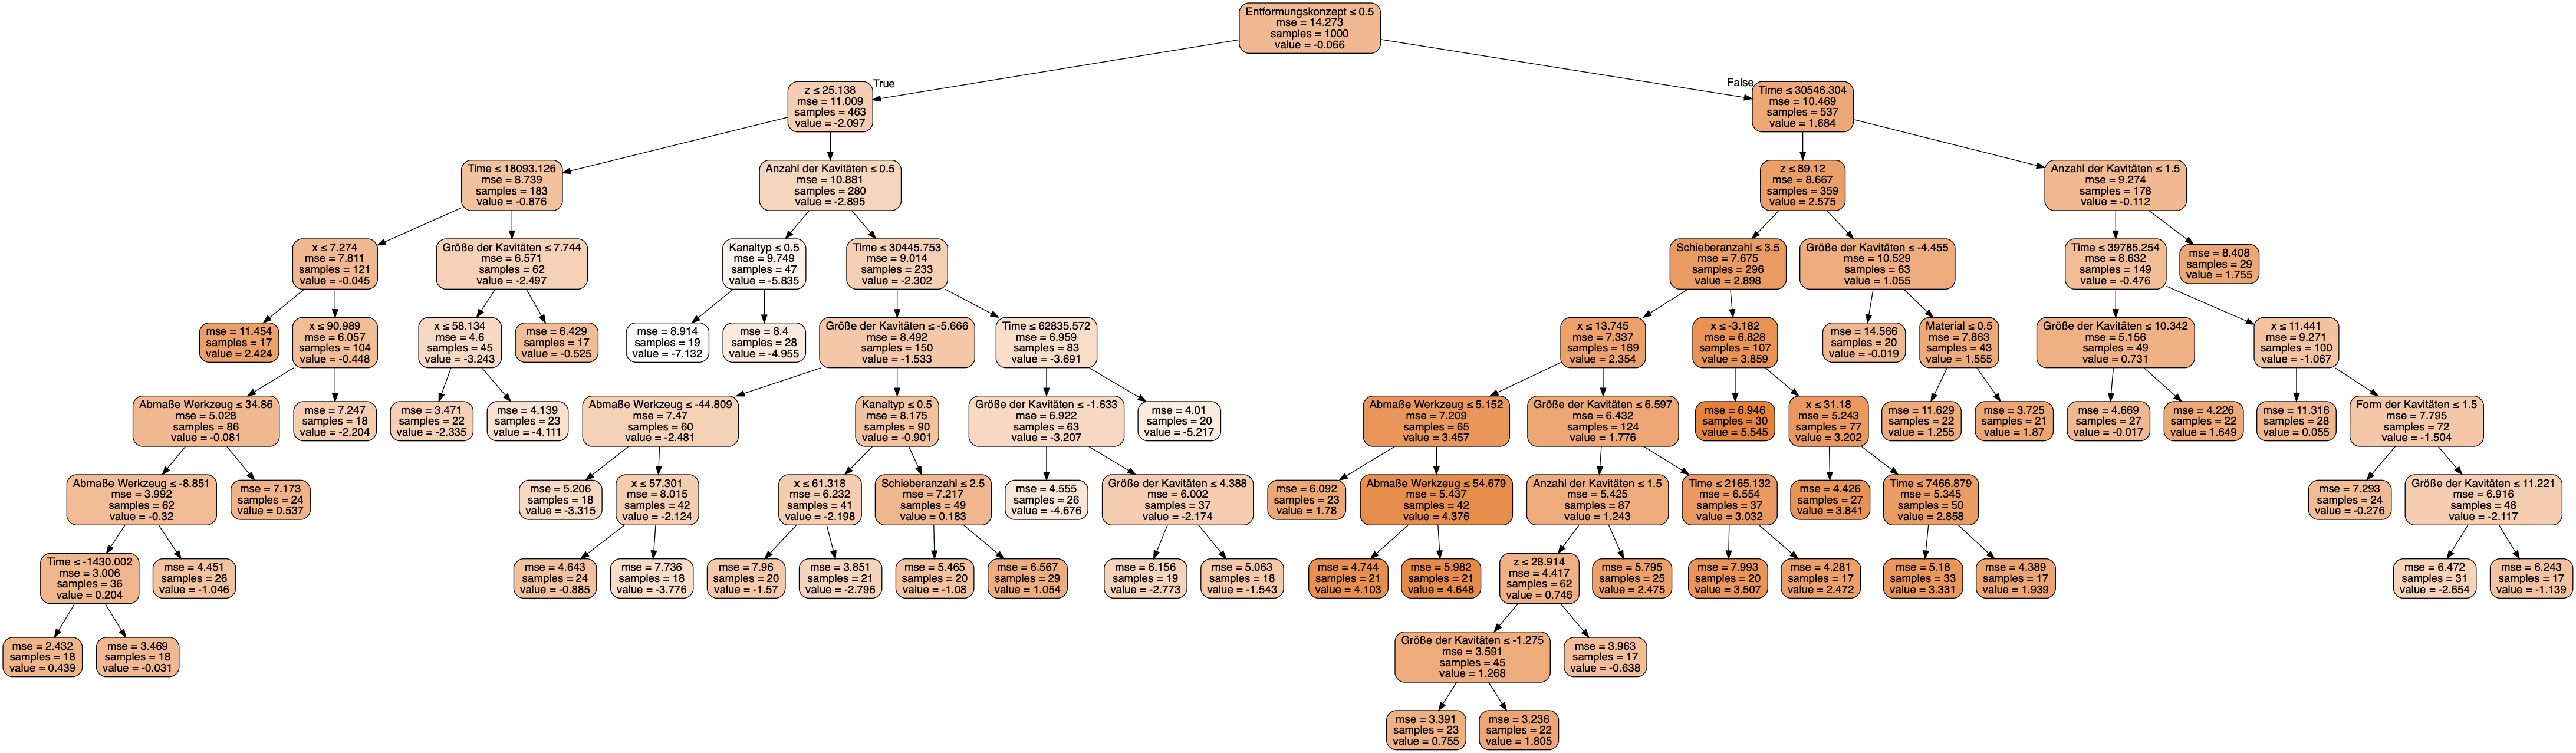 Entformungskonzept ≤ 0.5
mse = 14.273
samples = 1000
value = -0.066
True
False
z ≤ 25.138
mse = 11.009
samples = 463
value = -2.097
Time ≤ 30546.304
mse = 10.469
samples = 537
value = 1.684
Time ≤ 18093.126
mse = 8.739
samples = 183
value = -0.876
Anzahl der Kavitäten ≤ 0.5
mse = 10.881
samples = 280
value = -2.895
z ≤ 89.12
mse = 8.667
samples = 359
value = 2.575
Anzahl der Kavitäten ≤ 1.5
mse = 9.274
samples = 178
value = -0.112
x ≤ 7.274
mse = 7.811
samples = 121
value = -0.045
Größe der Kavitäten ≤ 7.744
mse = 6.571
samples = 62
value = -2.497
Kanaltyp ≤ 0.5
mse = 9.749
samples = 47
value = -5.835
Time ≤ 30445.753
mse = 9.014
samples = 233
value = -2.302
Schieberanzahl ≤ 3.5
mse = 7.675
samples = 296
value = 2.898
Größe der Kavitäten ≤ -4.455
mse = 10.529
samples = 63
value = 1.055
Time ≤ 39785.254
mse = 8.632
samples = 149
value = -0.476
mse = 8.408
samples = 29
value = 1.755
mse = 11.454
samples = 17
value = 2.424
x ≤ 90.989
mse = 6.057
samples = 104
value = -0.448
x ≤ 58.134
mse = 4.6
samples = 45
value = -3.243
mse = 6.429
samples = 17
value = -0.525
mse = 8.914
samples = 19
value = -7.132
mse = 8.4
samples = 28
value = -4.955
Größe der Kavitäten ≤ -5.666
mse = 8.492
samples = 150
value = -1.533
Time ≤ 62835.572
mse = 6.959
samples = 83
value = -3.691
x ≤ 13.745
mse = 7.337
samples = 189
value = 2.354
x ≤ -3.182
mse = 6.828
samples = 107
value = 3.859
mse = 14.566
samples = 20
value = -0.019
Material ≤ 0.5
mse = 7.863
samples = 43
value = 1.555
Größe der Kavitäten ≤ 10.342
mse = 5.156
samples = 49
value = 0.731
x ≤ 11.441
mse = 9.271
samples = 100
value = -1.067
Abmaße Werkzeug ≤ 34.86
mse = 5.028
samples = 86
value = -0.081
mse = 7.247
samples = 18
value = -2.204
mse = 3.471
samples = 22
value = -2.335
mse = 4.139
samples = 23
value = -4.111
Abmaße Werkzeug ≤ -44.809
mse = 7.47
samples = 60
value = -2.481
Kanaltyp ≤ 0.5
mse = 8.175
samples = 90
value = -0.901
Größe der Kavitäten ≤ -1.633
mse = 6.922
samples = 63
value = -3.207
mse = 4.01
samples = 20
value = -5.217
Abmaße Werkzeug ≤ 5.152
mse = 7.209
samples = 65
value = 3.457
Größe der Kavitäten ≤ 6.597
mse = 6.432
samples = 124
value = 1.776
mse = 6.946
samples = 30
value = 5.545
x ≤ 31.18
mse = 5.243
samples = 77
value = 3.202
mse = 11.629
samples = 22
value = 1.255
mse = 3.725
samples = 21
value = 1.87
mse = 4.669
samples = 27
value = -0.017
mse = 4.226
samples = 22
value = 1.649
mse = 11.316
samples = 28
value = 0.055
Form der Kavitäten ≤ 1.5
mse = 7.795
samples = 72
value = -1.504
Abmaße Werkzeug ≤ -8.851
mse = 3.992
samples = 62
value = -0.32
mse = 7.173
samples = 24
value = 0.537
mse = 5.206
samples = 18
value = -3.315
x ≤ 57.301
mse = 8.015
samples = 42
value = -2.124
x ≤ 61.318
mse = 6.232
samples = 41
value = -2.198
Schieberanzahl ≤ 2.5
mse = 7.217
samples = 49
value = 0.183
mse = 4.555
samples = 26
value = -4.676
Größe der Kavitäten ≤ 4.388
mse = 6.002
samples = 37
value = -2.174
mse = 6.092
samples = 23
value = 1.78
Abmaße Werkzeug ≤ 54.679
mse = 5.437
samples = 42
value = 4.376
Anzahl der Kavitäten ≤ 1.5
mse = 5.425
samples = 87
value = 1.243
Time ≤ 2165.132
mse = 6.554
samples = 37
value = 3.032
mse = 4.426
samples = 27
value = 3.841
Time ≤ 7466.879
mse = 5.345
samples = 50
value = 2.858
mse = 7.293
samples = 24
value = -0.276
Größe der Kavitäten ≤ 11.221
mse = 6.916
samples = 48
value = -2.117
Time ≤ -1430.002
mse = 3.006
samples = 36
value = 0.204
mse = 4.451
samples = 26
value = -1.046
mse = 4.643
samples = 24
value = -0.885
mse = 7.736
samples = 18
value = -3.776
mse = 7.96
samples = 20
value = -1.57
mse = 3.851
samples = 21
value = -2.796
mse = 5.465
samples = 20
value = -1.08
mse = 6.567
samples = 29
value = 1.054
mse = 6.156
samples = 19
value = -2.773
mse = 5.063
samples = 18
value = -1.543
mse = 4.744
samples = 21
value = 4.103
mse = 5.982
samples = 21
value = 4.648
z ≤ 28.914
mse = 4.417
samples = 62
value = 0.746
mse = 5.795
samples = 25
value = 2.475
mse = 7.993
samples = 20
value = 3.507
mse = 4.281
samples = 17
value = 2.472
mse = 5.18
samples = 33
value = 3.331
mse = 4.389
samples = 17
value = 1.939
mse = 6.472
samples = 31
value = -2.654
mse = 6.243
samples = 17
value = -1.139
mse = 2.432
samples = 18
value = 0.439
mse = 3.469
samples = 18
value = -0.031
Größe der Kavitäten ≤ -1.275
mse = 3.591
samples = 45
value = 1.268
mse = 3.963
samples = 17
value = -0.638
mse = 3.391
samples = 23
value = 0.755
mse = 3.236
samples = 22
value = 1.805